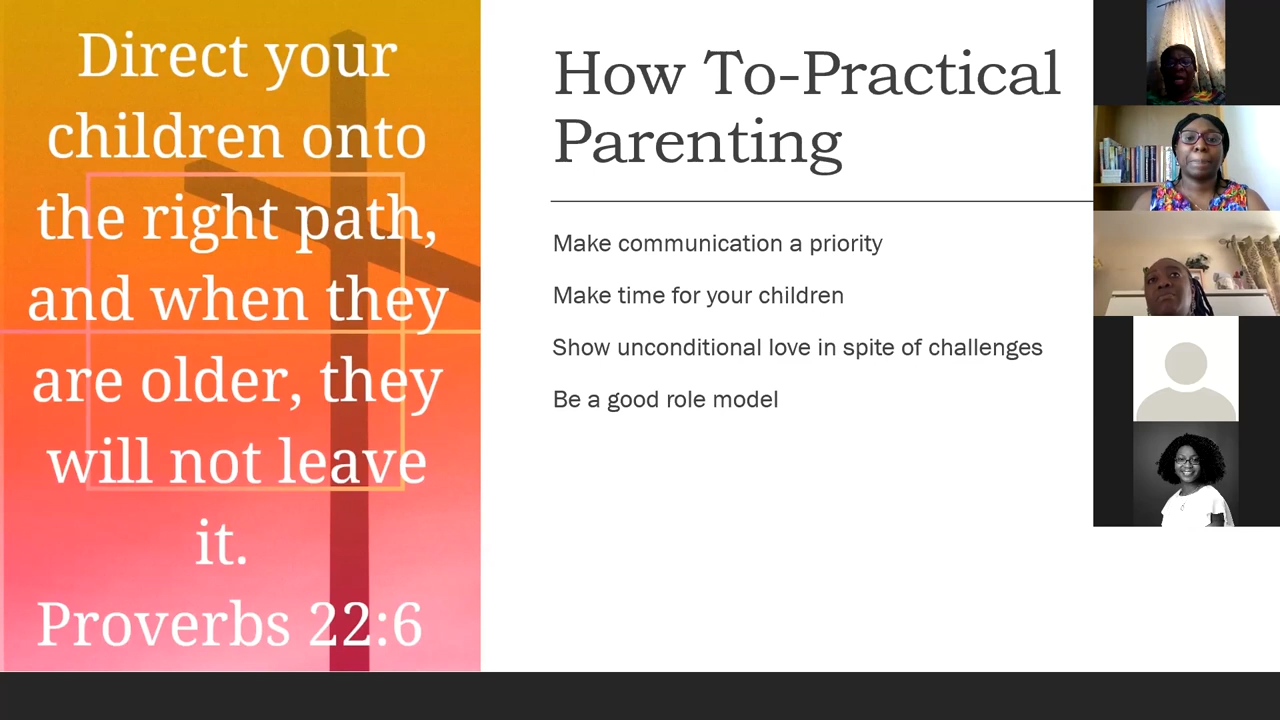 Direct your
children onto
the right path,
and when they
are older, they
will not leave
it.
Proverbs 22:6
How To-Practical
Parenting
Make communication a priority
Make time for your children
Show unconditional love in spite of challenges
Be a good role model